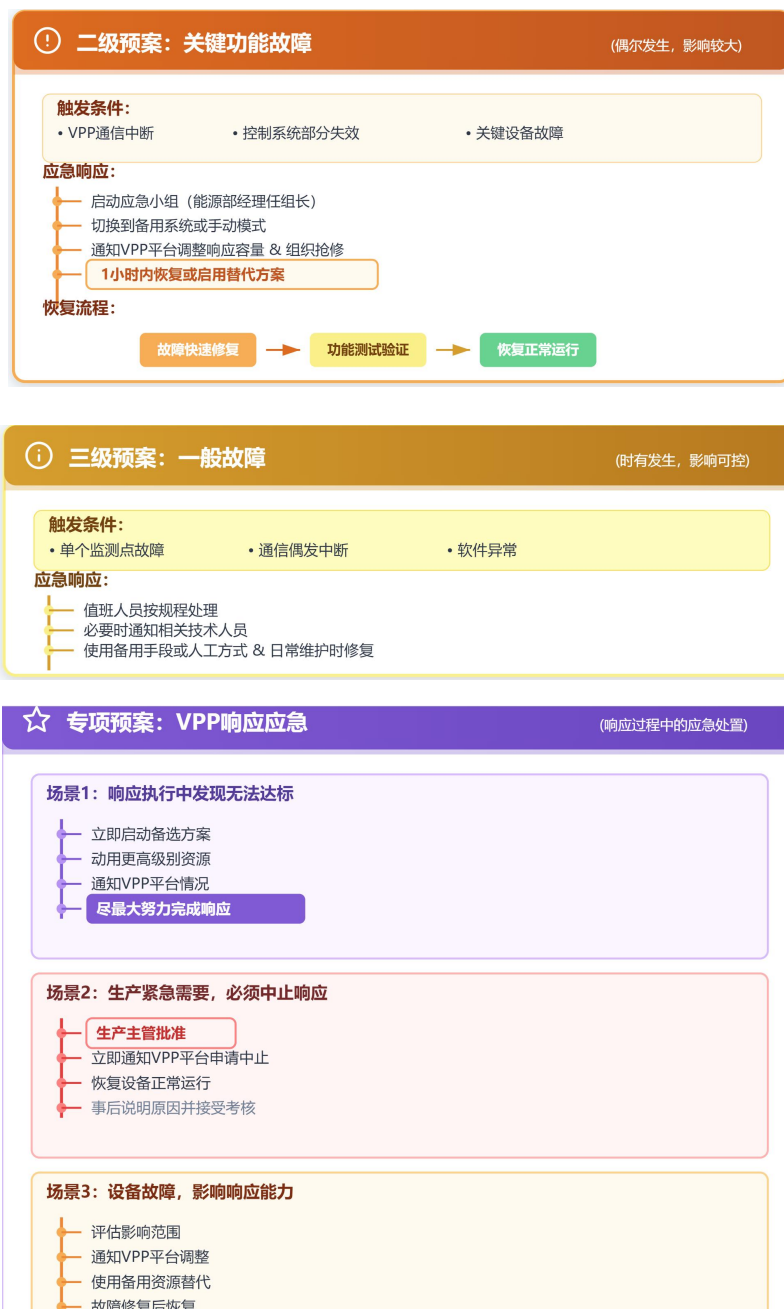 二级预案：关键功能故障 (偶尔发生，影响较大)
触发条件：
• VPP通信中断 • 控制系统部分失效 • 关键设备故障
应急响应：
启动应急小组（能源部经理任组长）
切换到备用系统或手动模式
通知VPP平台调整响应容量 & 组织抢修
1小时内恢复或启用替代方案
恢复流程：
故障快速修复 功能测试验证 恢复正常运行
三级预案：一般故障 (时有发生，影响可控)
触发条件：
• 单个监测点故障 • 通信偶发中断 • 软件异常
应急响应：
值班人员按规程处理
必要时通知相关技术人员
使用备用手段或人工方式 & 日常维护时修复
专项预案：VPP响应应急 (响应过程中的应急处置)
场景1：响应执行中发现无法达标
立即启动备选方案
动用更高级别资源
通知VPP平台情况
尽最大努力完成响应
场景2：生产紧急需要，必须中止响应
生产主管批准
立即通知VPP平台申请中止
恢复设备正常运行
事后说明原因并接受考核
场景3：设备故障，影响响应能力
评估影响范围
通知VPP平台调整
使用备用资源替代
故障修复后恢复